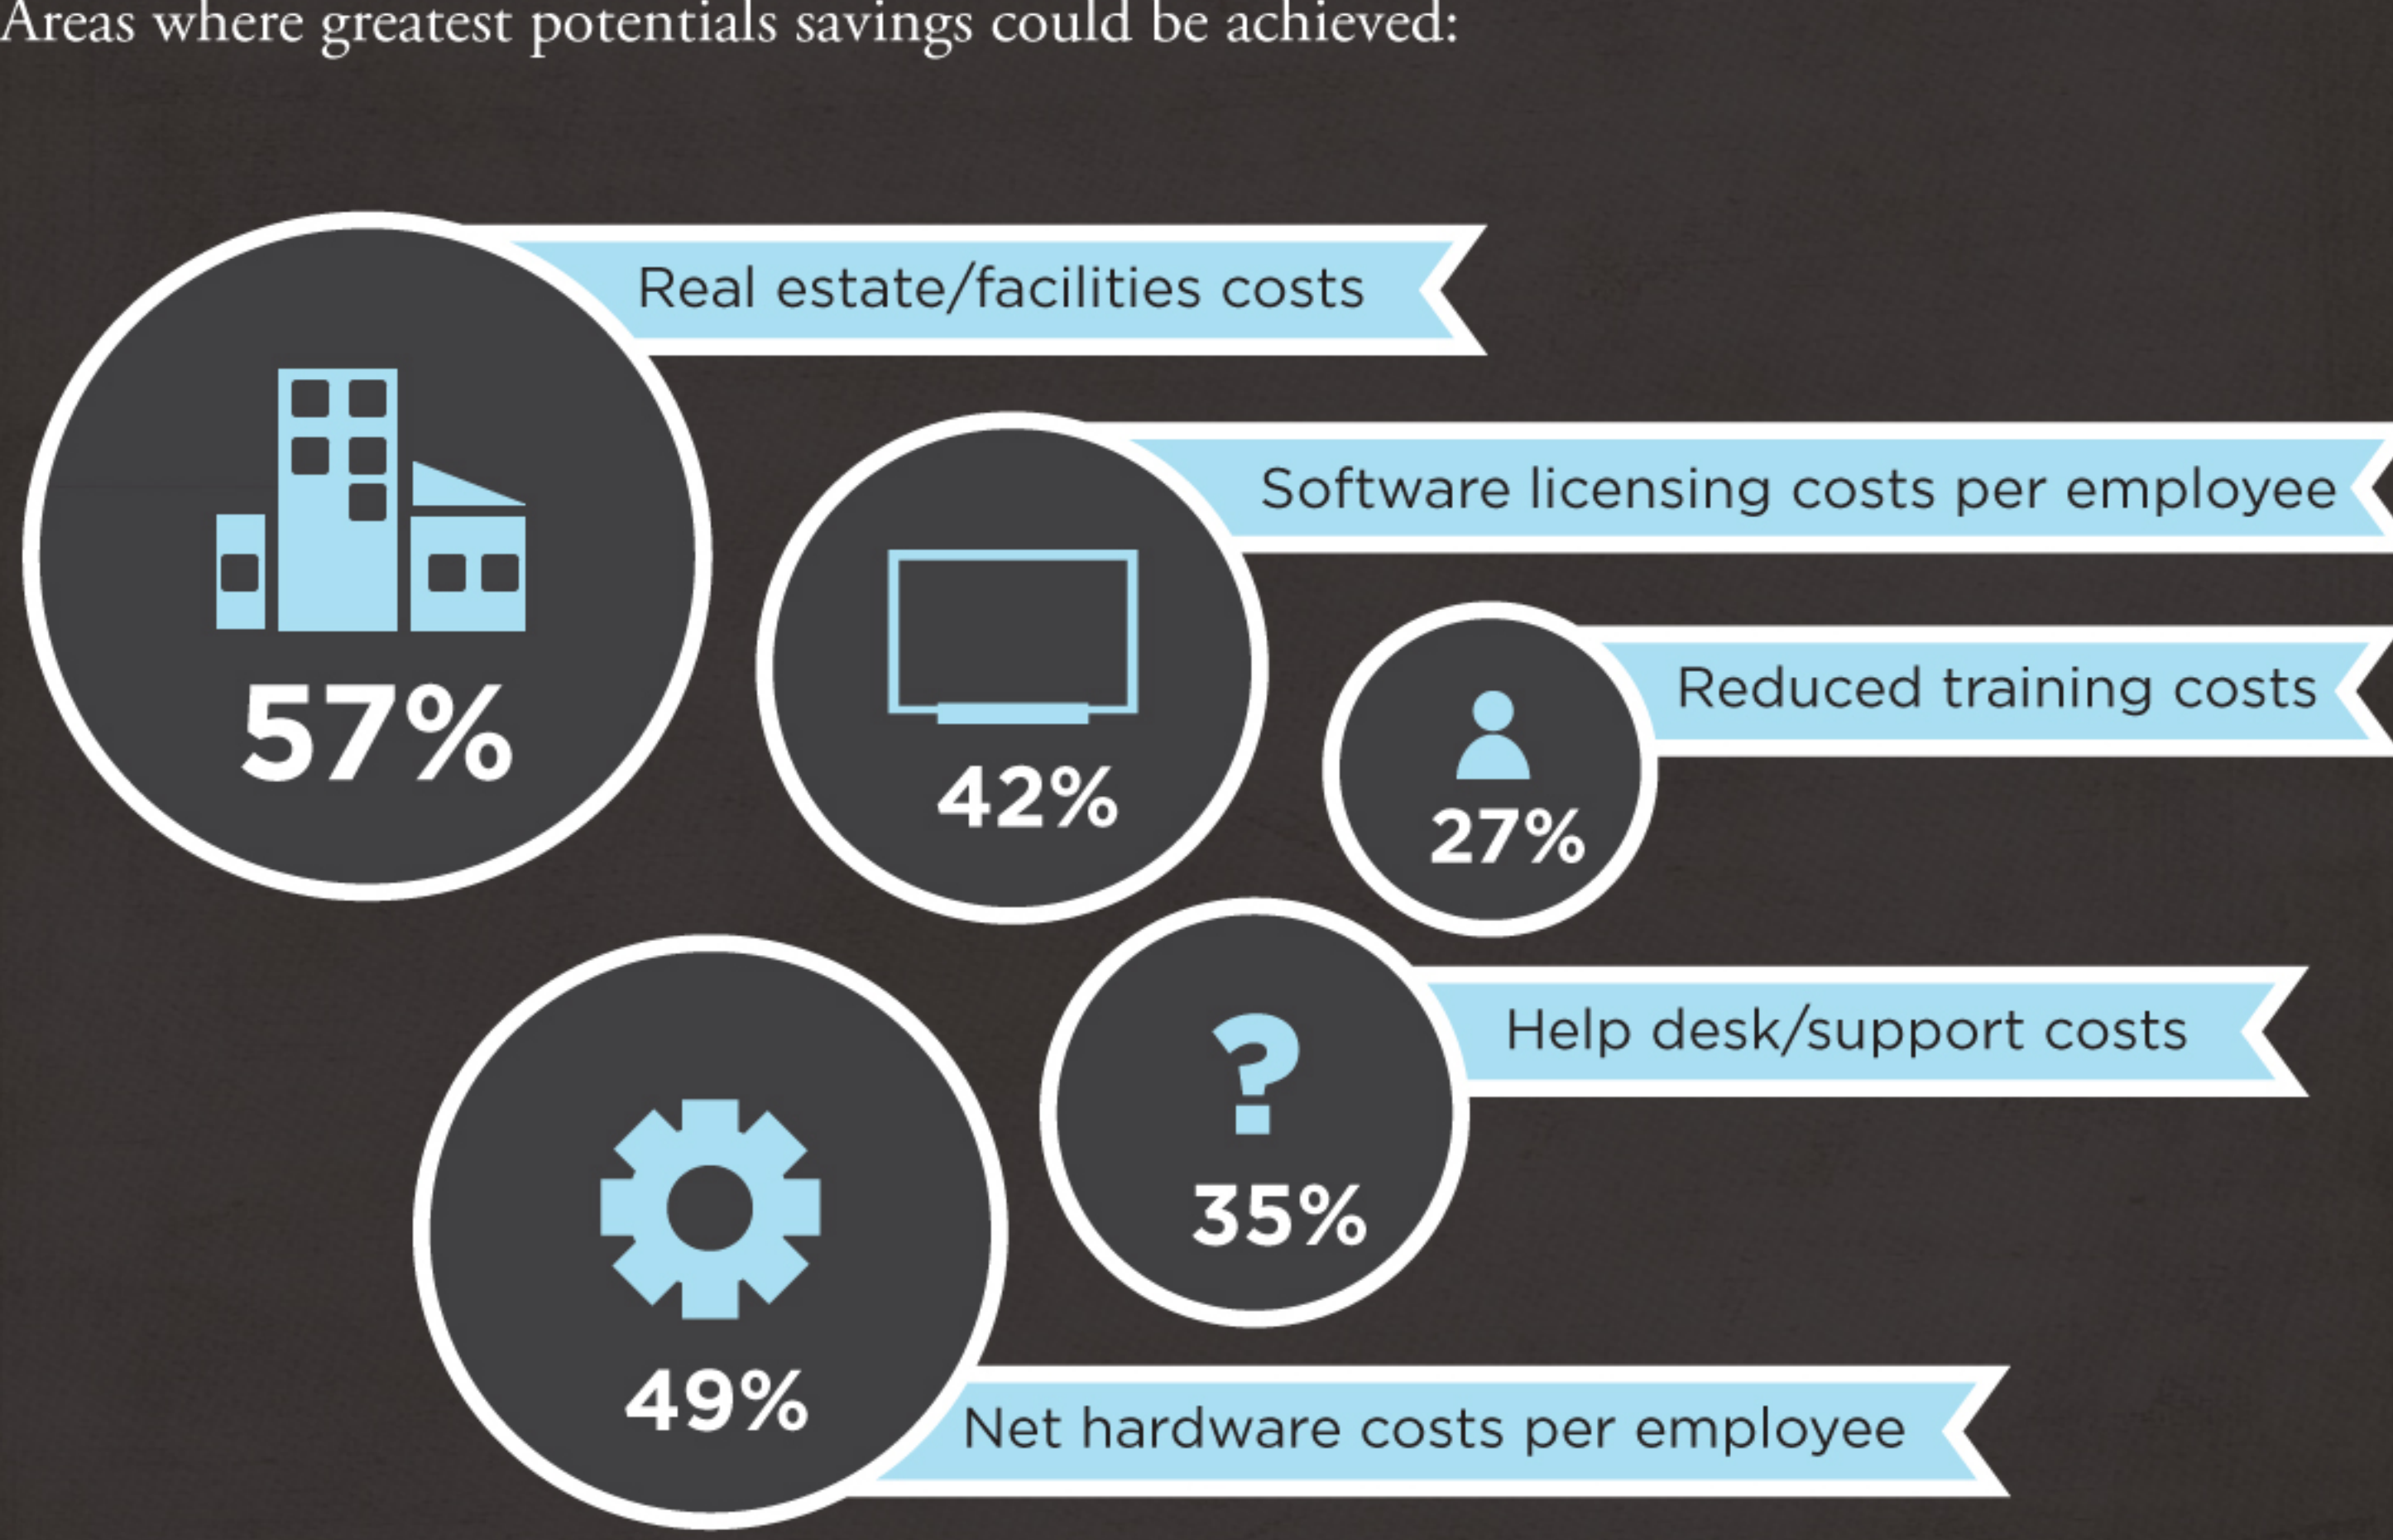 Areas where greatest potentials savings could be achieved:
Real estate/facilities costs
57%
Software licensing costs per employee
42%
Reduced training costs
27%
Help desk/support costs
?
35%
49%
Net hardware costs per employee